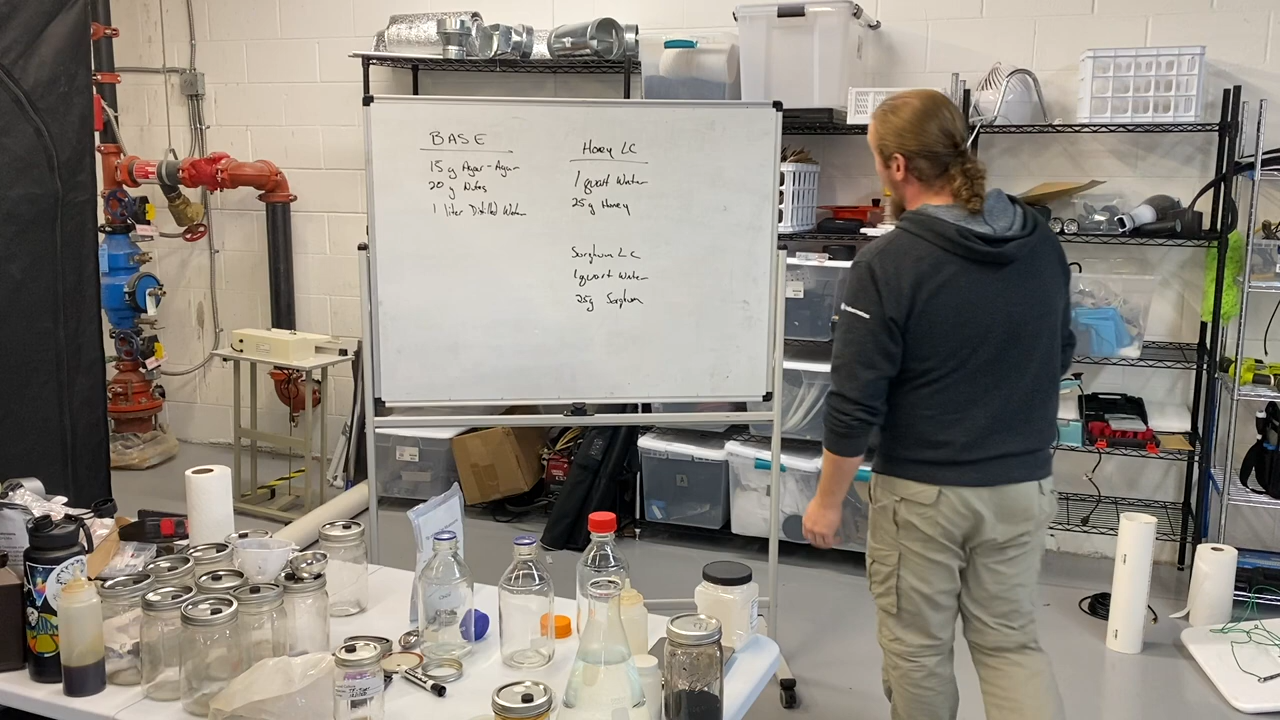 BASE
15 g Agar-Agar
20 g Nutes
1 liter Distilled Water
Honey LC
1 quart Water
25g Honey
Sorghum LC
1 quart Water
25g Sorghum